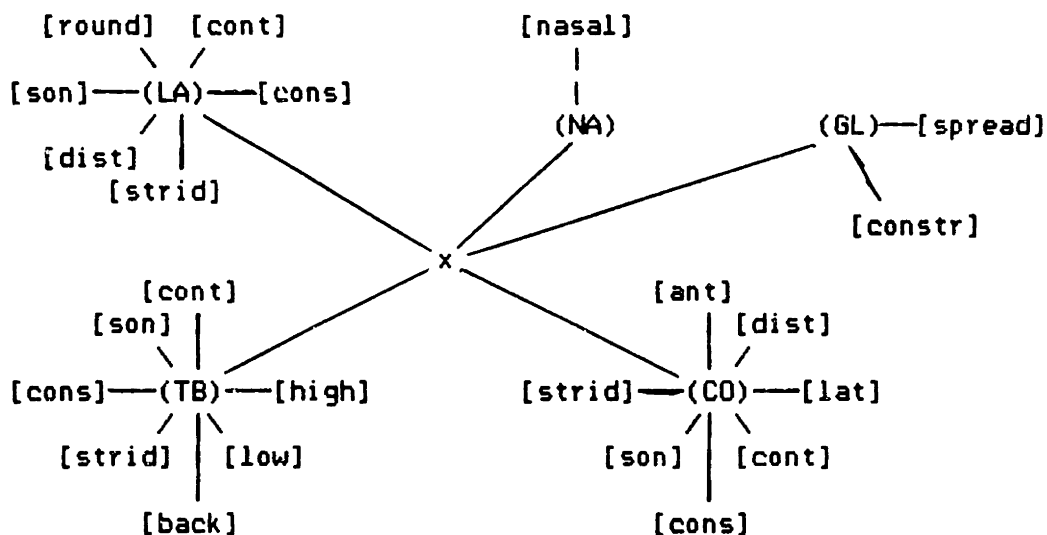 [round] [cont] [nasal]
[son] (LA) [cons] (NA) (GL) [spread]
[dist]
[strid]
[constr]
x
[cont] [ant]
[son] [dist]
[cons] (TB) [high] [strid] (CO) [lat]
[strid] [low] [son] [cont]
[back] [cons]